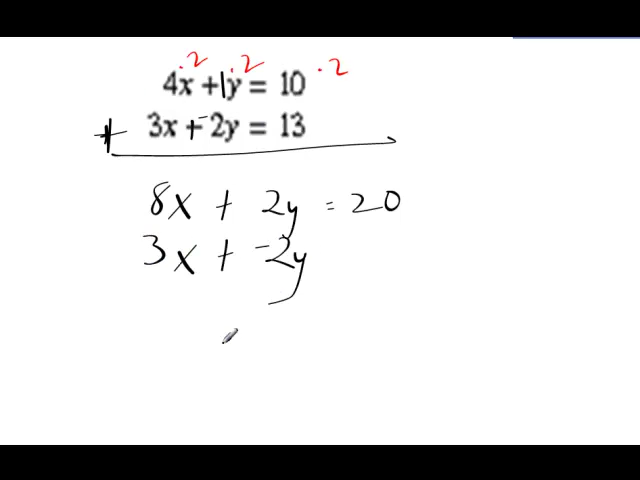 ·2 ·2 ·2
4x + 1y = 10
+ 3x + -2y = 13
8x + 2y = 20
3x + -2y